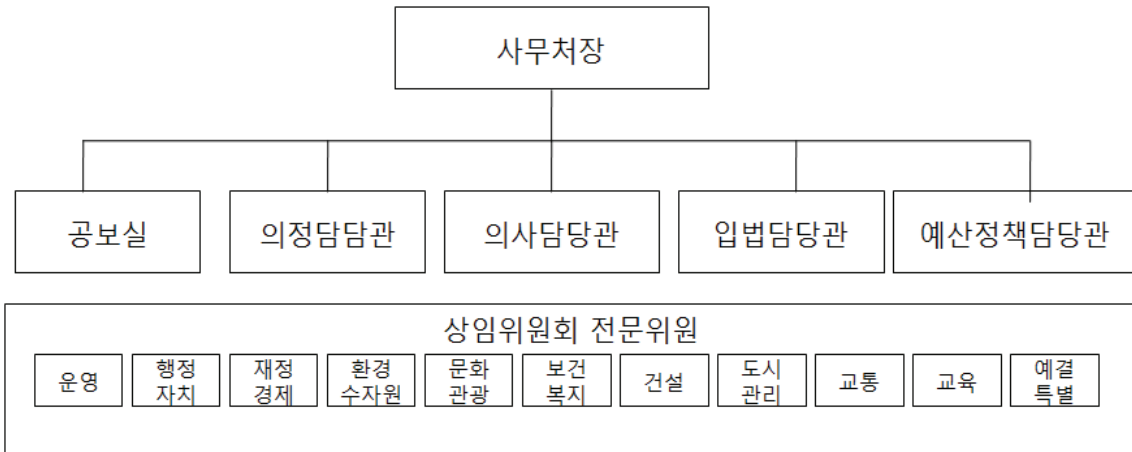 사무처장
공보실
의정담담관
의사담당관
입법담당관
예산정책담당관
상임위원회 전문위원
운영
행정
자치
재정
경제
환경
수자원
문화
관광
보건
복지
건설
도시
관리
교통
교육
예결
특별